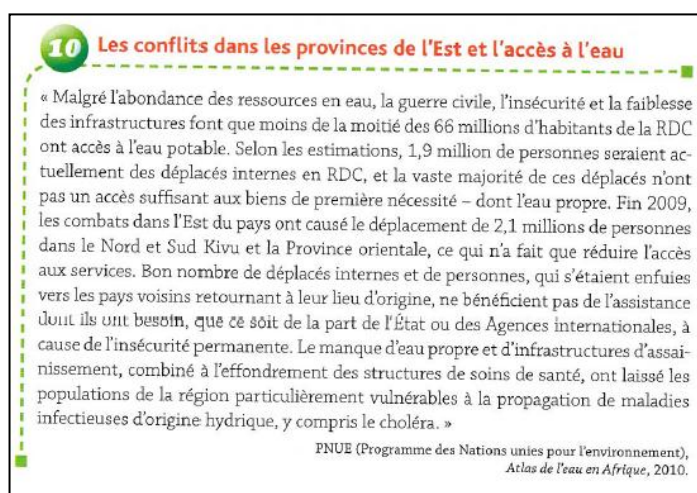 10 Les conflits dans les provinces de l'Est et l'accès à l'eau
« Malgré l'abondance des ressources en eau, la guerre civile, l'insécurité et la faiblesse
des infrastructures font que moins de la moitié des 66 millions d'habitants de la RDC
ont accès à l'eau potable. Selon les estimations, 1,9 million de personnes seraient ac-
tuellement des déplacés internes en RDC, et la vaste majorité de ces déplacés n'ont
pas un accès suffisant aux biens de première nécessité – dont l'eau propre. Fin 2009,
les combats dans l'Est du pays ont causé le déplacement de 2,1 millions de personnes
dans le Nord et Sud Kivu et la Province orientale, ce qui n'a fait que réduire l'accès
aux services. Bon nombre de déplacés internes et de personnes, qui s'étaient enfuies
vers les pays voisins retournant à leur lieu d'origine, ne bénéficient pas de l'assistance
dont ils ont besoin, que ce soit de la part de l'État ou des Agences internationales, à
cause de l'insécurité permanente. Le manque d'eau propre et d'infrastructures d'assai-
nissement, combiné à l'effondrement des structures de soins de santé, ont laissé les
populations de la région particulièrement vulnérables à la propagation de maladies
infectieuses d'origine hydrique, y compris le choléra. »
PNUE (Programme des Nations unies pour l'environnement),
Atlas de l'eau en Afrique, 2010.